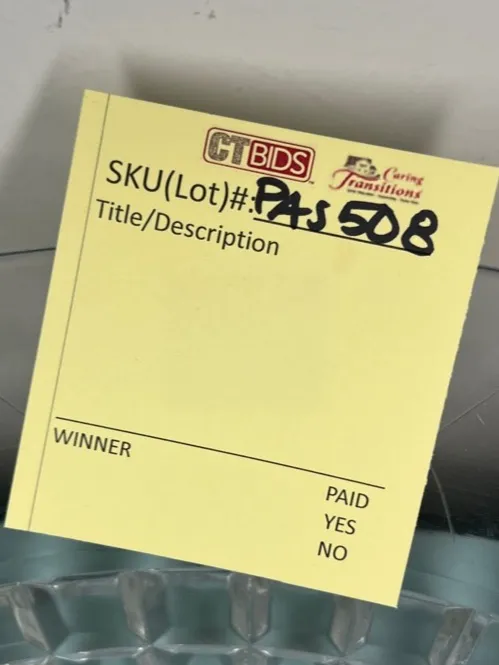 CTBIDS
Caring
Transitions
SKU(Lot)#: PAS 508
Title/Description
WINNER
PAID
YES
NO